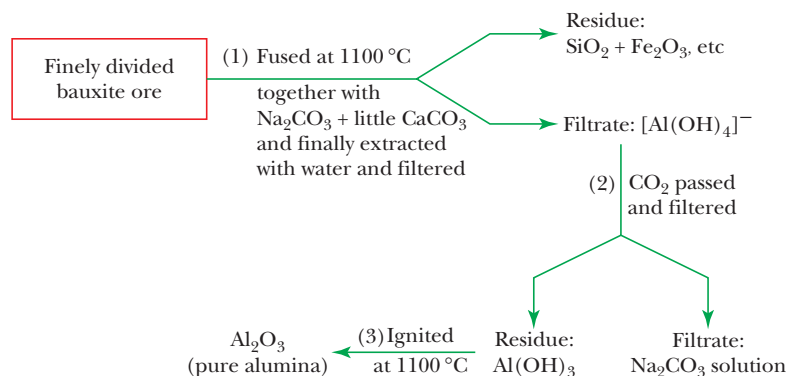 Finely divided
bauxite ore
(1) Fused at 1100 °C
together with
Na₂CO₃ + little CaCO₃
and finally extracted
with water and filtered
Residue:
SiO₂ + Fe₂O₃, etc
Filtrate: [Al(OH)₄]⁻
(2) CO₂ passed
and filtered
Residue:
Al(OH)₃
Filtrate:
Na₂CO₃ solution
(3) Ignited
at 1100 °C
Al₂O₃
(pure alumina)